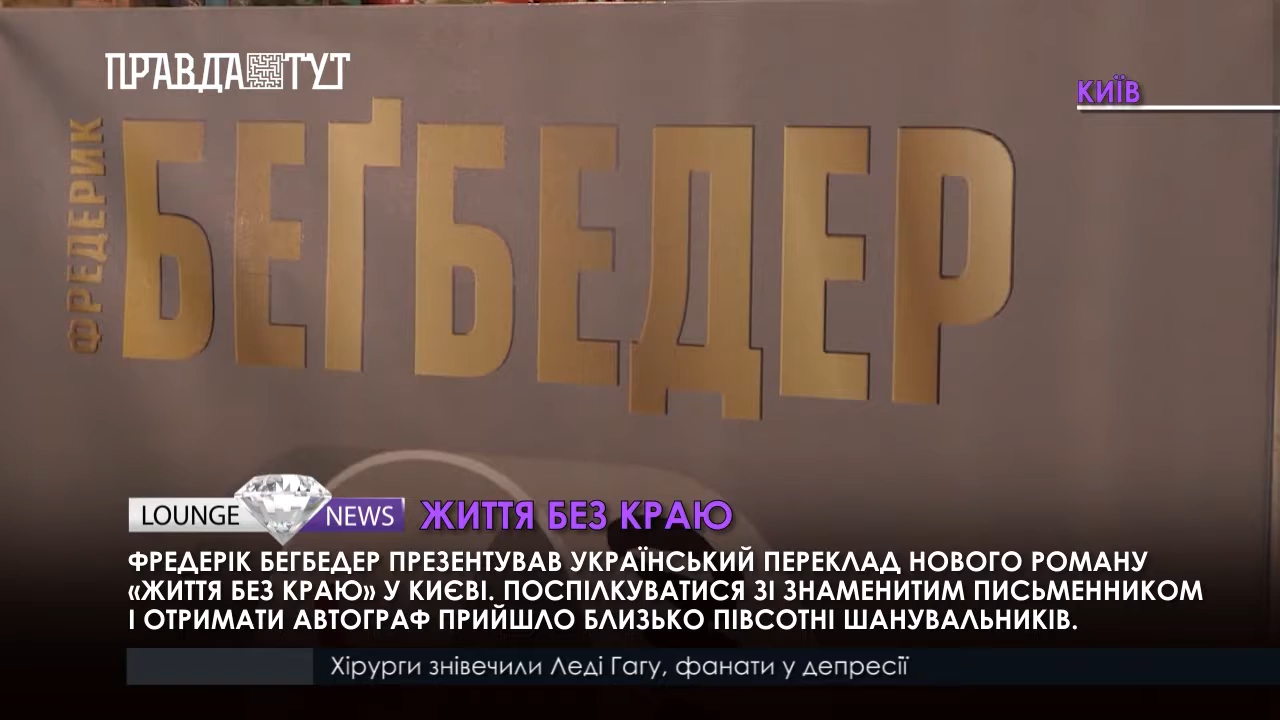 ПРАВДА ТУТ
КИЇВ
ФРЕДЕРИК
БЕҐБЕДЕР
LOUNGE NEWS
ЖИТТЯ БЕЗ КРАЮ
ФРЕДЕРІК БЕГБЕДЕР ПРЕЗЕНТУВАВ УКРАЇНСЬКИЙ ПЕРЕКЛАД НОВОГО РОМАНУ
«ЖИТТЯ БЕЗ КРАЮ» У КИЄВІ. ПОСПІЛКУВАТИСЯ ЗІ ЗНАМЕНИТИМ ПИСЬМЕННИКОМ
І ОТРИМАТИ АВТОГРАФ ПРИЙШЛО БЛИЗЬКО ПІВСОТНІ ШАНУВАЛЬНИКІВ.
Хірурги знівечили Леді Гагу, фанати у депресії